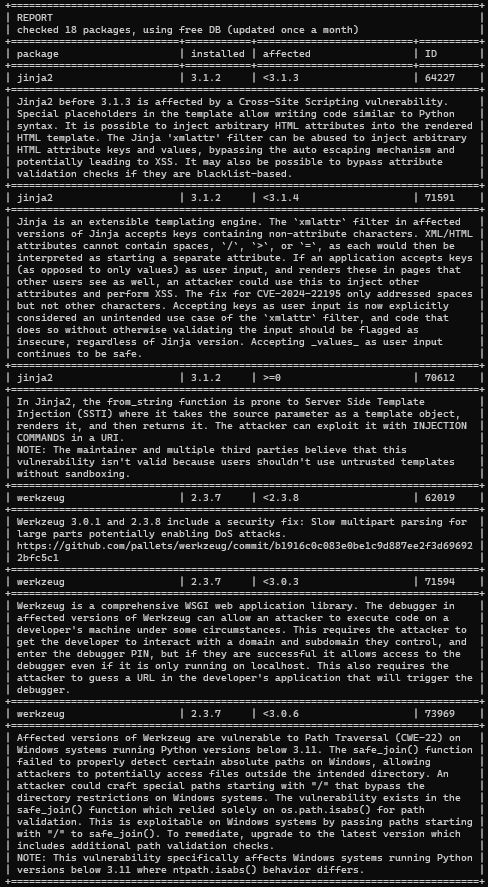 REPORT
checked 18 packages, using free DB (updated once a month)
package | installed | affected | ID
jinja2 | 3.1.2 | <3.1.3 | 64227
Jinja2 before 3.1.3 is affected by a Cross-Site Scripting vulnerability.
Special placeholders in the template allow writing code similar to Python
syntax. It is possible to inject arbitrary HTML attributes into the rendered
HTML template. The Jinja 'xmlattr' filter can be abused to inject arbitrary
HTML attribute keys and values, bypassing the auto escaping mechanism and
potentially leading to XSS. It may also be possible to bypass attribute
validation checks if they are blacklist-based.
jinja2 | 3.1.2 | <3.1.4 | 71591
Jinja is an extensible templating engine. The `xmlattr` filter in affected
versions of Jinja accepts keys containing non-attribute characters. XML/HTML
attributes cannot contain spaces, `/`, `>`, or `=`, as each would then be
interpreted as starting a separate attribute. If an application accepts keys
(as opposed to only values) as user input, and renders these in pages that
other users see as well, an attacker could use this to inject other
attributes and perform XSS. The fix for CVE-2024-22195 only addressed spaces
but not other characters. Accepting keys as user input is now explicitly
considered an unintended use case of the `xmlattr` filter, and code that
does so without otherwise validating the input should be flagged as
insecure, regardless of Jinja version. Accepting _values_ as user input
continues to be safe.
jinja2 | 3.1.2 | >=0 | 70612
In Jinja2, the from_string function is prone to Server Side Template
Injection (SSTI) where it takes the source parameter as a template object,
renders it, and then returns it. The attacker can exploit it with INJECTION
COMMANDS in a URI.
NOTE: The maintainer and multiple third parties believe that this
vulnerability isn't valid because users shouldn't use untrusted templates
without sandboxing.
werkzeug | 2.3.7 | <2.3.8 | 62019
Werkzeug 3.0.1 and 2.3.8 include a security fix: Slow multipart parsing for
large parts potentially enabling DoS attacks.
https://github.com/pallets/werkzeug/commit/b1916c0c083e0be1c9d887ee2f3d69692
2bfc5c1
werkzeug | 2.3.7 | <3.0.3 | 71594
Werkzeug is a comprehensive WSGI web application library. The debugger in
affected versions of Werkzeug can allow an attacker to execute code on a
developer's machine under some circumstances. This requires the attacker to
get the developer to interact with a domain and subdomain they control, and
enter the debugger PIN, but if they are successful it allows access to the
debugger even if it is only running on localhost. This also requires the
attacker to guess a URL in the developer's application that will trigger the
debugger.
werkzeug | 2.3.7 | <3.0.6 | 73969
Affected versions of Werkzeug are vulnerable to Path Traversal (CWE-22) on
Windows systems running Python versions below 3.11. The safe_join() function
failed to properly detect certain absolute paths on Windows, allowing
attackers to potentially access files outside the intended directory. An
attacker could craft special paths starting with "/" that bypass the
directory restrictions on Windows systems. The vulnerability exists in the
safe_join() function which relied solely on os.path.isabs() for path
validation. This is exploitable on Windows systems by passing paths starting
with "/" to safe_join(). To remediate, upgrade to the latest version which
includes additional path validation checks.
NOTE: This vulnerability specifically affects Windows systems running Python
versions below 3.11 where ntpath.isabs() behavior differs.